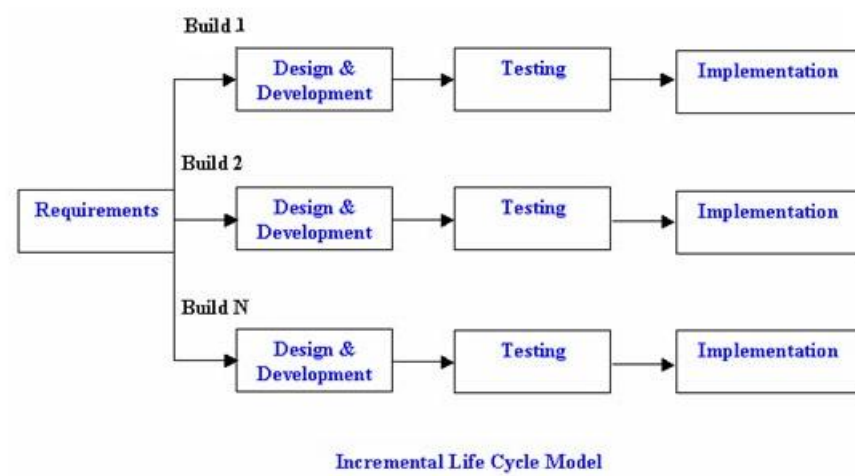 Build 1
Design &
Development
Testing
Implementation
Build 2
Requirements
Design &
Development
Testing
Implementation
Build N
Design &
Development
Testing
Implementation
Incremental Life Cycle Model